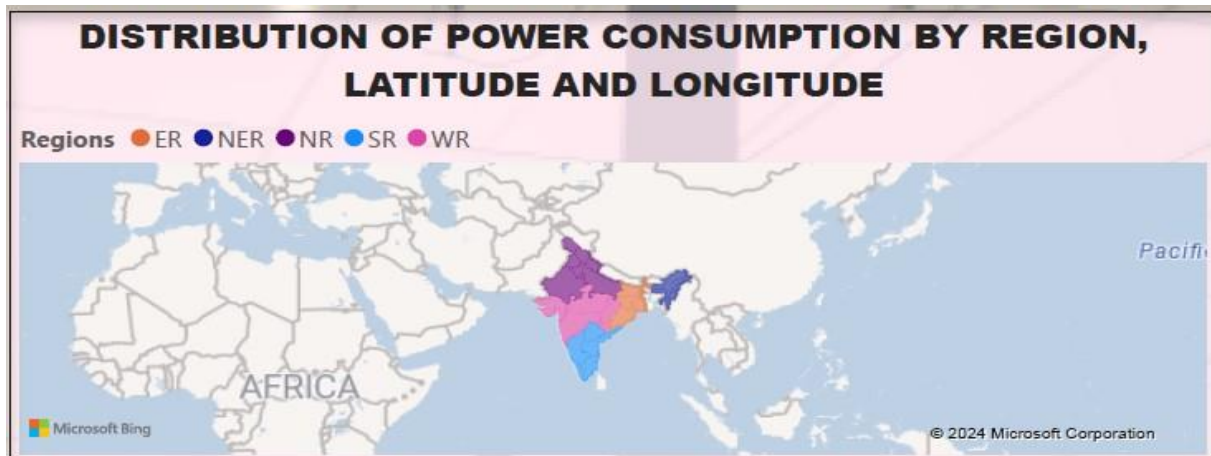 DISTRIBUTION OF POWER CONSUMPTION BY REGION,
LATITUDE AND LONGITUDE
Regions ER NER NR SR WR
Pacifi
AFRICA
Microsoft Bing
© 2024 Microsoft Corporation